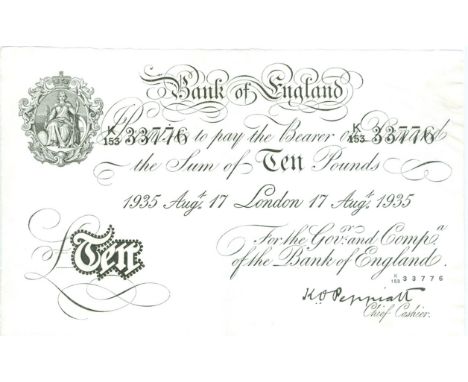 Bank of England
K 153 33776 to pay the Bearer on Demand K 153 33776
the Sum of Ten Pounds
1935 Augt. 17 London 17 Augt. 1935
For the Govr. and Compa.
of the Bank of England.
£Ten
K 153 33776
K O Peppiatt
Chief Cashier.